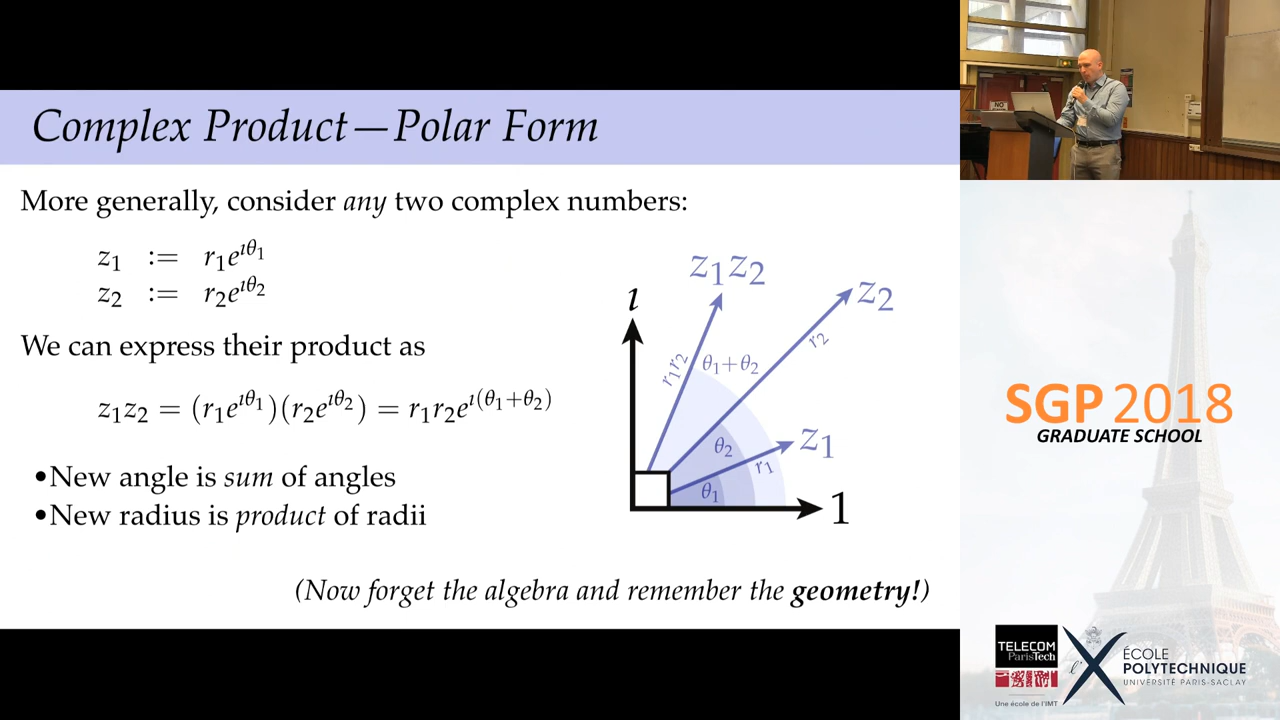 Complex Product—Polar Form
More generally, consider any two complex numbers:
z₁ := r₁e^{ıθ₁}
z₂ := r₂e^{ıθ₂}
We can express their product as
z₁z₂ = (r₁e^{ıθ₁})(r₂e^{ıθ₂}) = r₁r₂e^{ı(θ₁+θ₂)}
•New angle is sum of angles
•New radius is product of radii
(Now forget the algebra and remember the geometry!)
ı
z₁z₂
z₂
r₂
r₁r₂
θ₁+θ₂
θ₂
z₁
r₁
θ₁
1
NO
SGP 2018
GRADUATE SCHOOL
TELECOM
ParisTech
Une école de l'IMT
l'X
ÉCOLE
POLYTECHNIQUE
UNIVERSITÉ PARIS-SACLAY